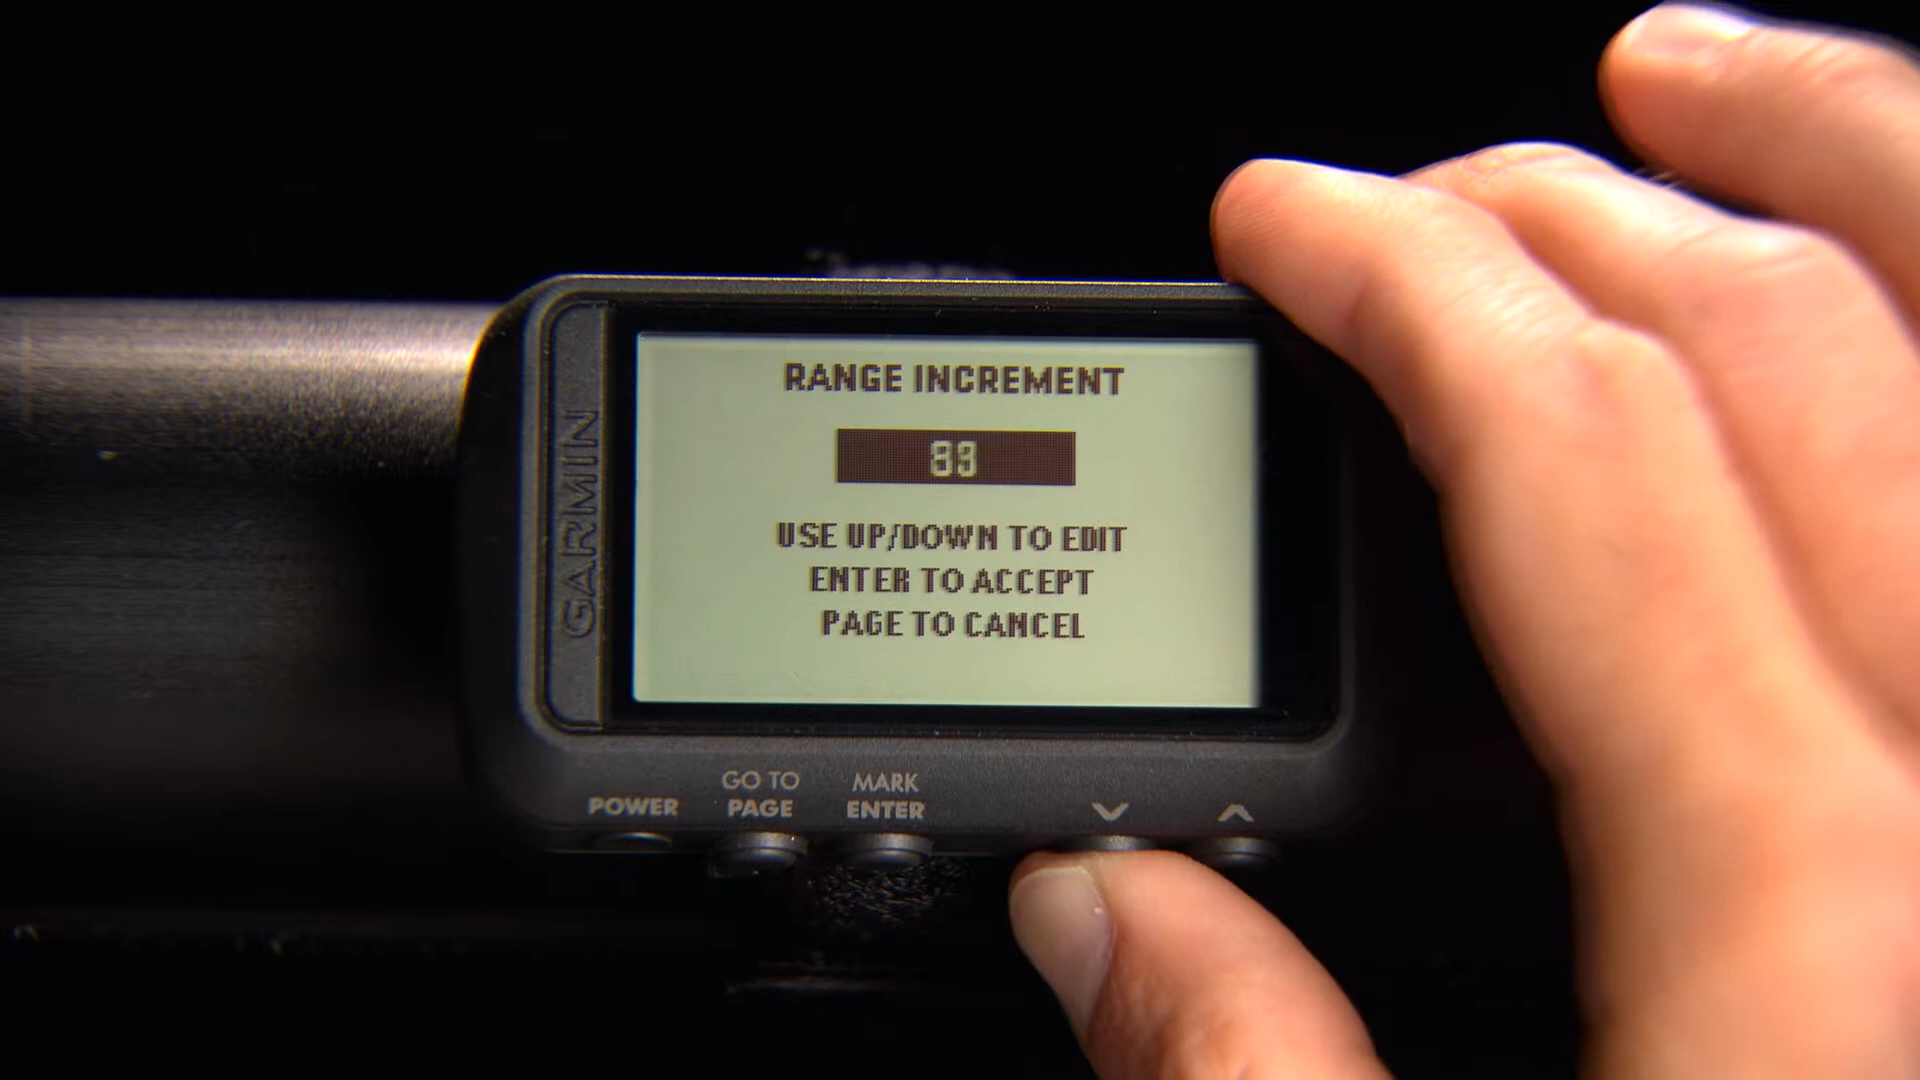 GARMIN
RANGE INCREMENT
USE UP/DOWN TO EDIT
ENTER TO ACCEPT
PAGE TO CANCEL
GO TO
MARK
POWER
PAGE
ENTER